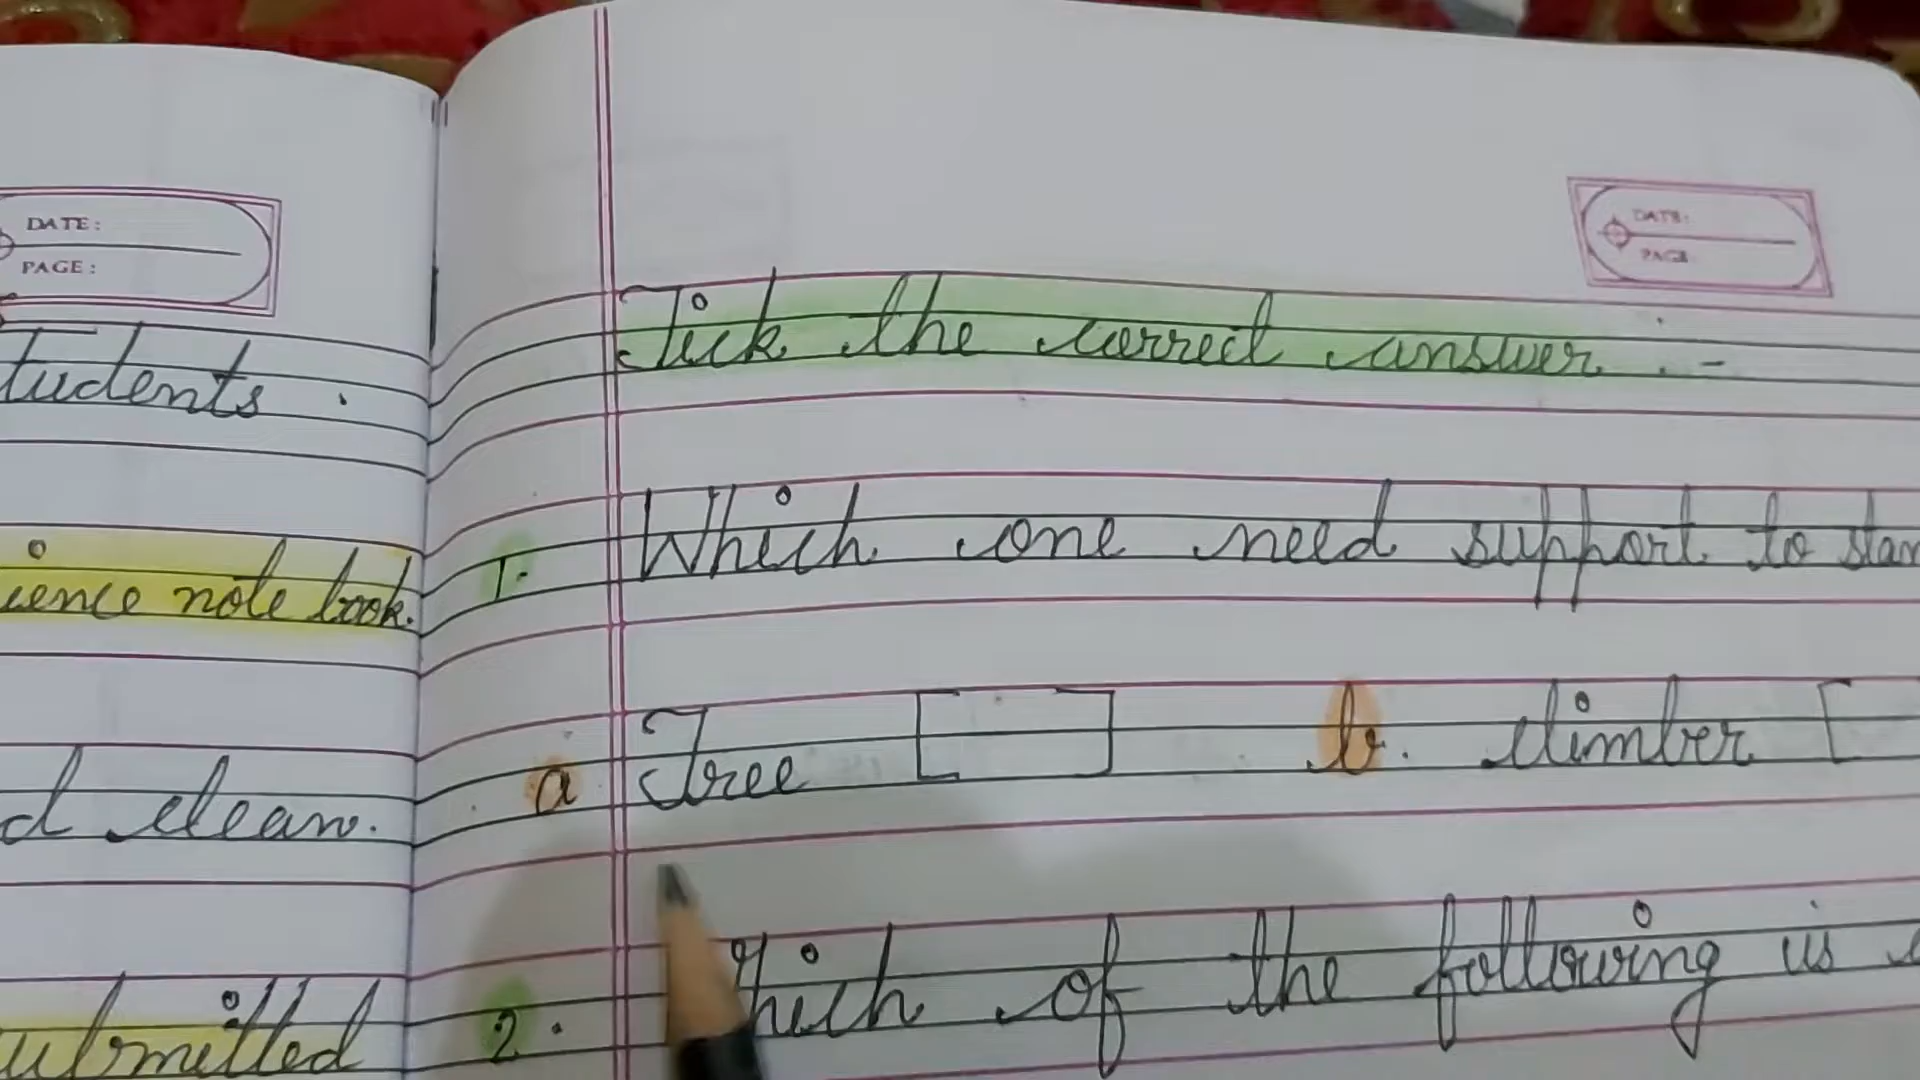 DATE:
PAGE:
tudents.
ience note book.
d clean.
ubmitted
DATE:
PAGE
Tick the correct answer. -
1. Which one need support to stan
a Tree b. climber
2. Which of the following is